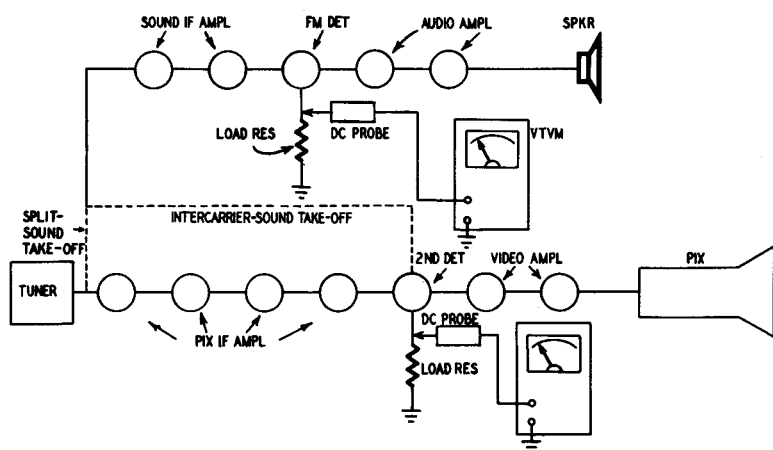 SOUND IF AMPL
FM DET
AUDIO AMPL
SPKR
LOAD RES
DC PROBE
VTVM
SPLIT-
SOUND
TAKE-OFF
INTERCARRIER-SOUND TAKE-OFF
TUNER
2ND DET
VIDEO AMPL
PIX
PIX IF AMPL
DC PROBE
LOAD RES